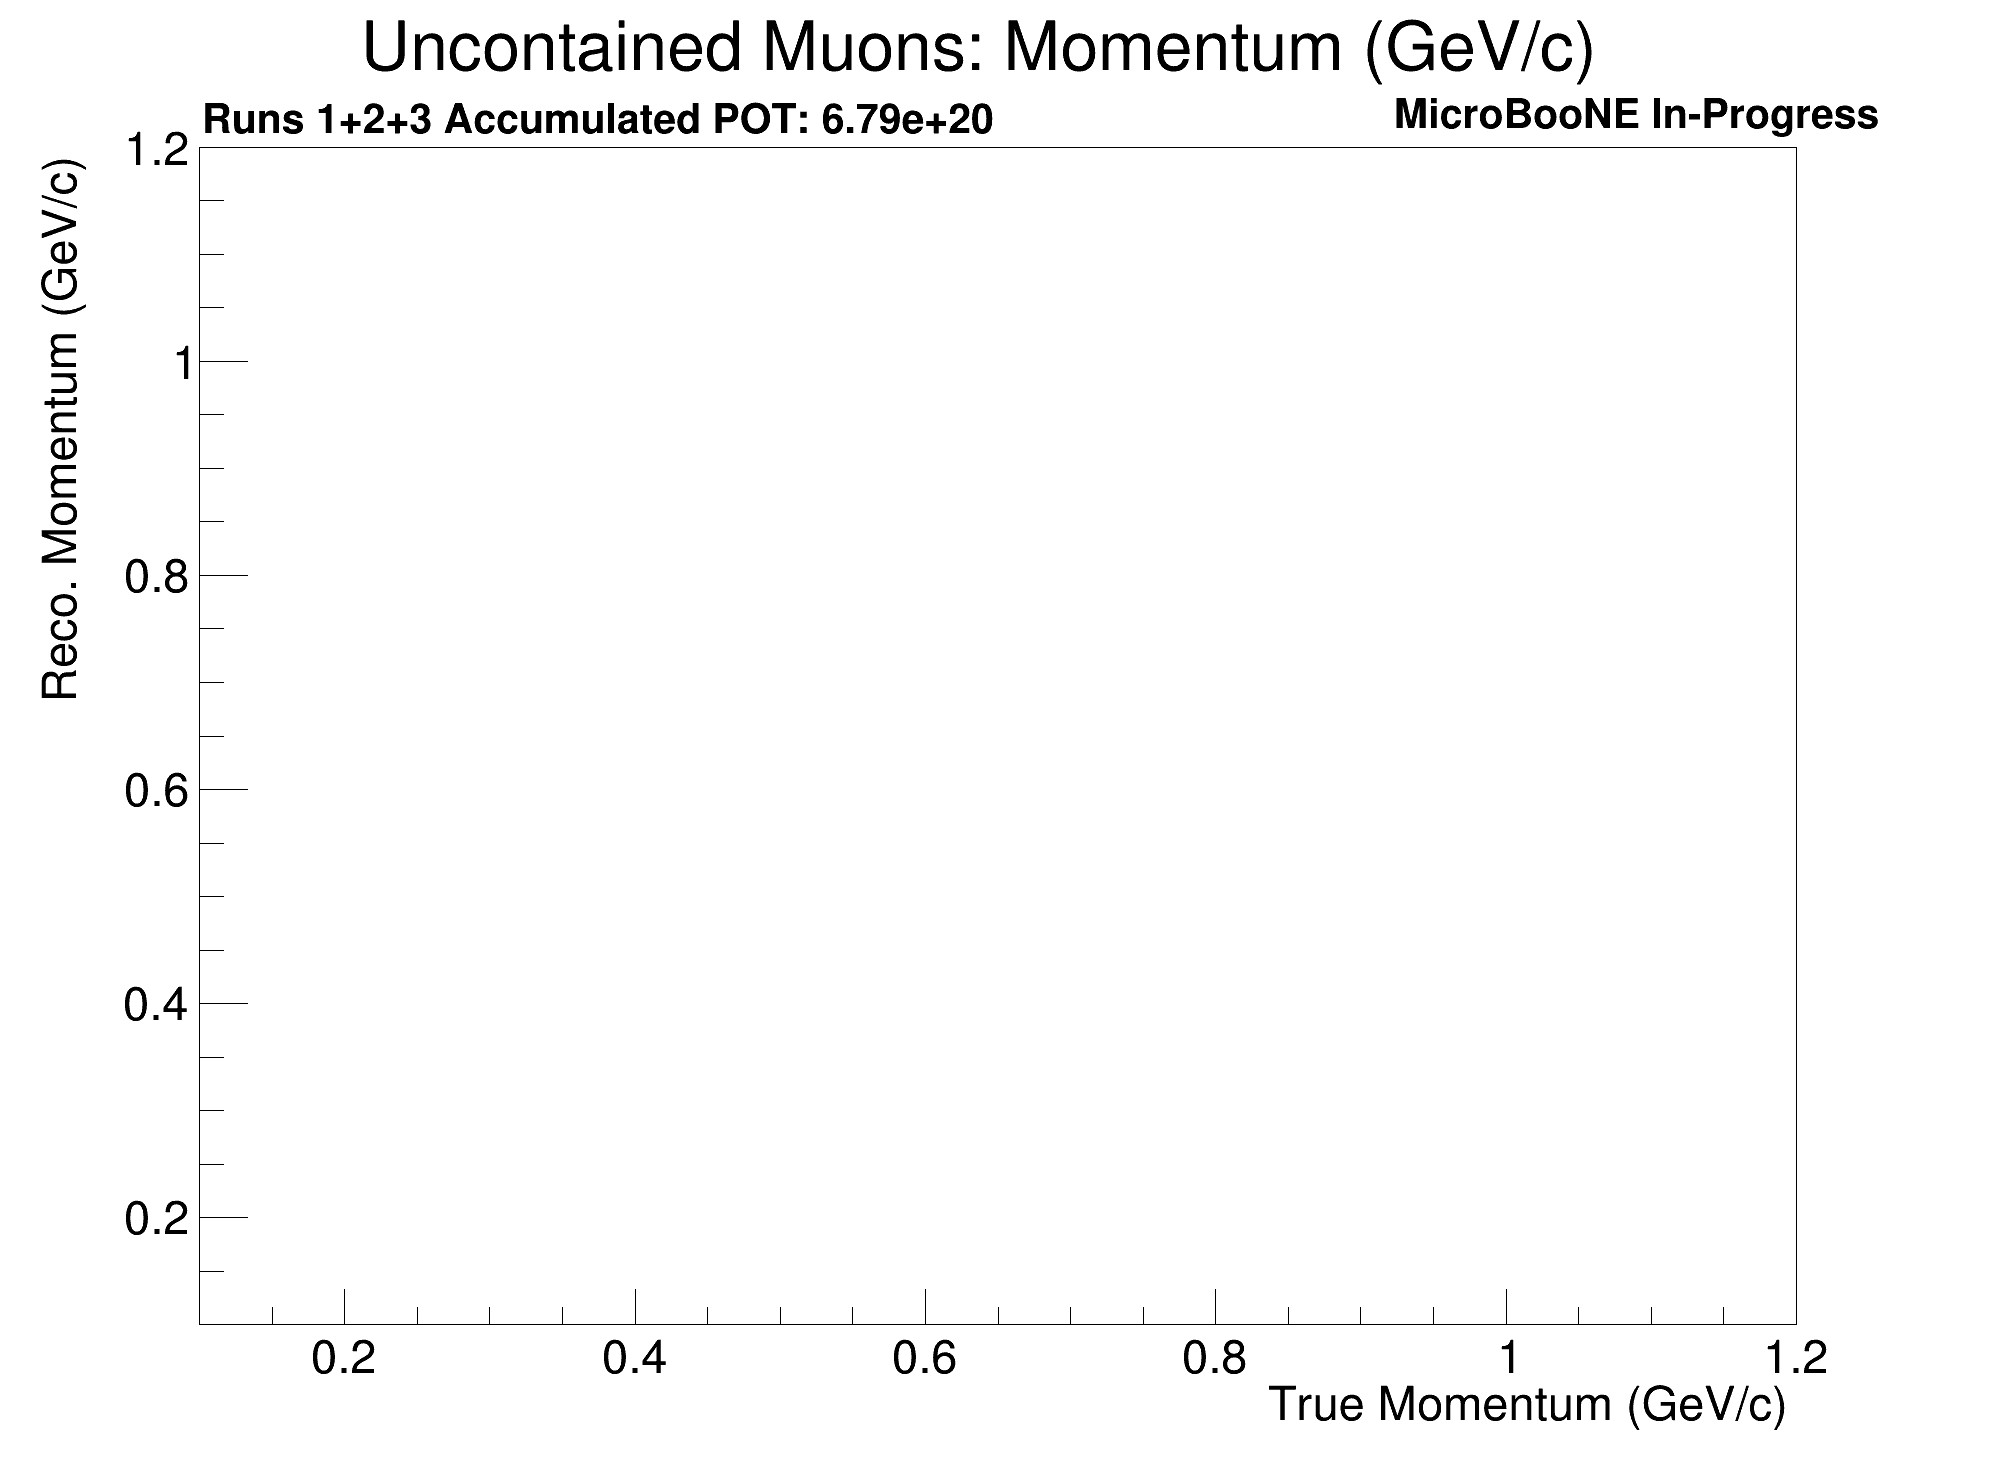 Uncontained Muons: Momentum (GeV/c)
Runs 1+2+3 Accumulated POT: 6.79e+20
MicroBooNE In-Progress
Reco. Momentum (GeV/c)
1.2
1
0.8
0.6
0.4
0.2
0.2 0.4 0.6 0.8 1 1.2
True Momentum (GeV/c)